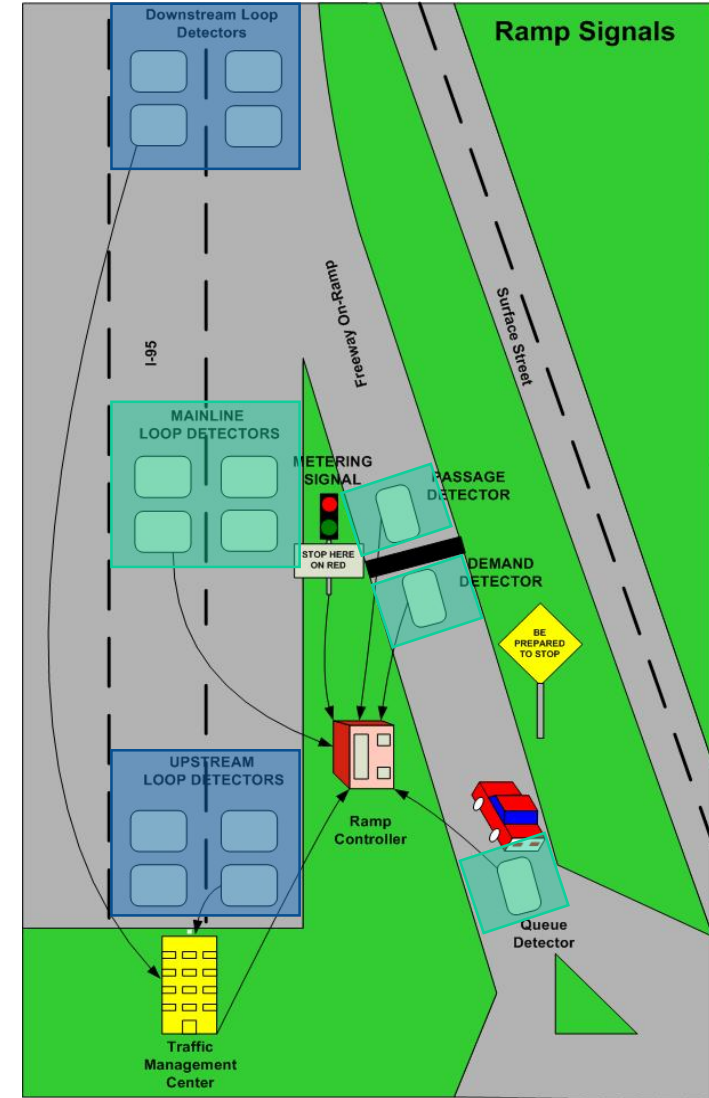 Downstream Loop
Detectors
Ramp Signals
Freeway On-Ramp
Surface Street
I-95
MAINLINE
LOOP DETECTORS
METERING
SIGNAL
PASSAGE
DETECTOR
STOP HERE
ON RED
DEMAND
DETECTOR
BE
PREPARED
TO STOP
UPSTREAM
LOOP DETECTORS
Ramp
Controller
Queue
Detector
Traffic
Management
Center